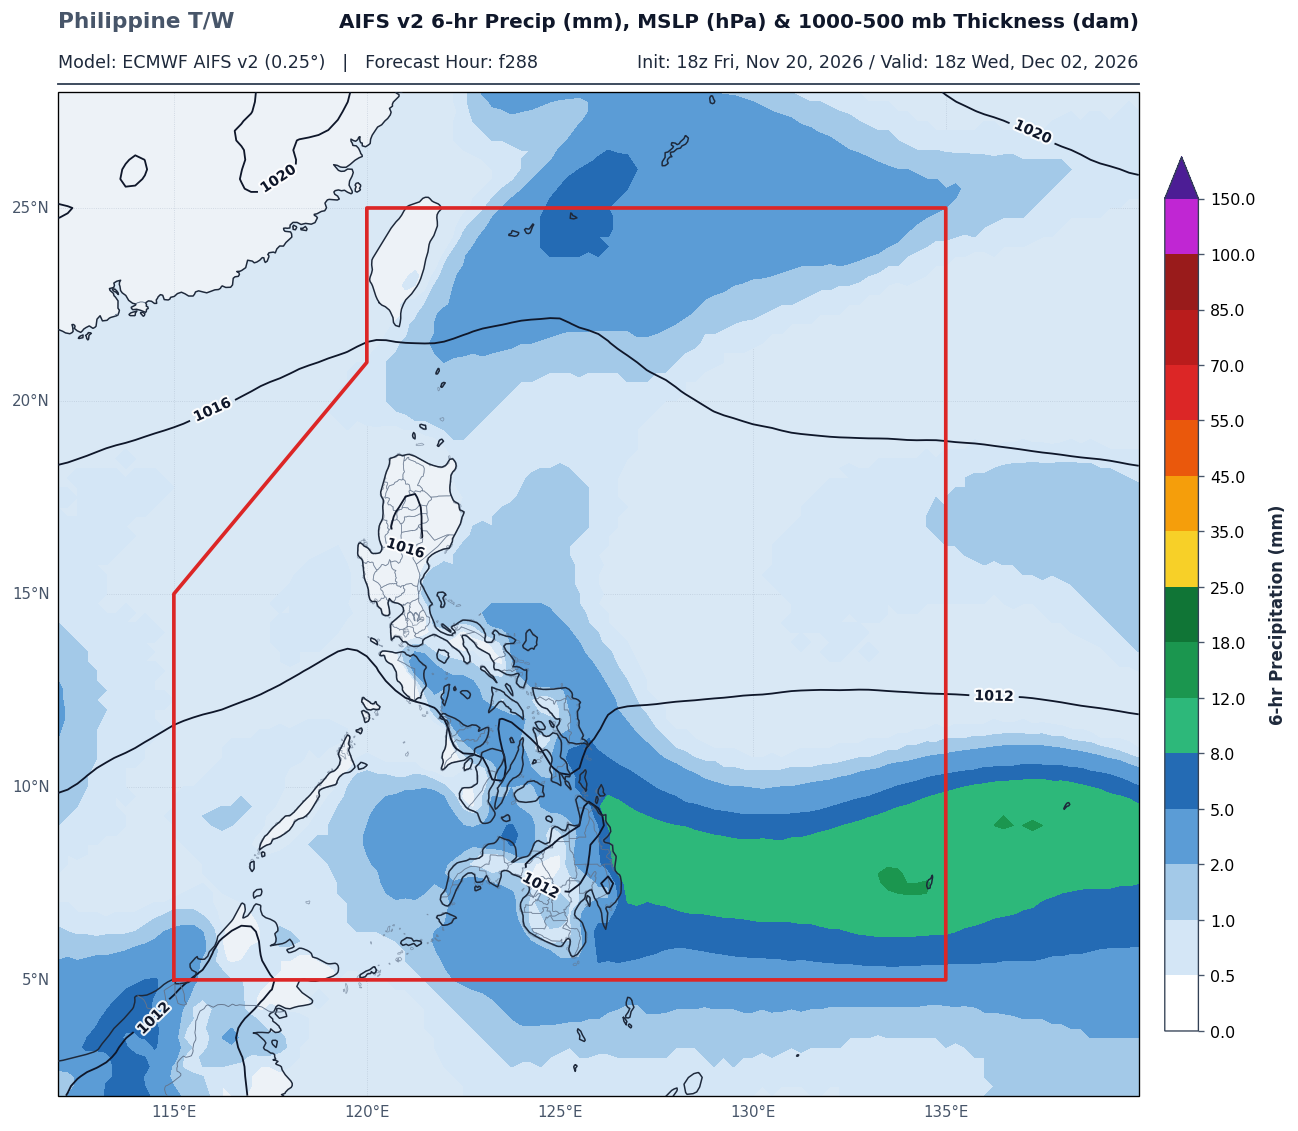 Philippine T/W
AIFS v2 6-hr Precip (mm), MSLP (hPa) & 1000-500 mb Thickness (dam)
Model: ECMWF AIFS v2 (0.25°) | Forecast Hour: f288
Init: 18z Fri, Nov 20, 2026 / Valid: 18z Wed, Dec 02, 2026
1020
1020
1016
1016
1012
1012
1012
25°N
20°N
15°N
10°N
5°N
115°E
120°E
125°E
130°E
135°E
150.0
100.0
85.0
70.0
55.0
45.0
35.0
25.0
18.0
12.0
8.0
5.0
2.0
1.0
0.5
0.0
6-hr Precipitation (mm)